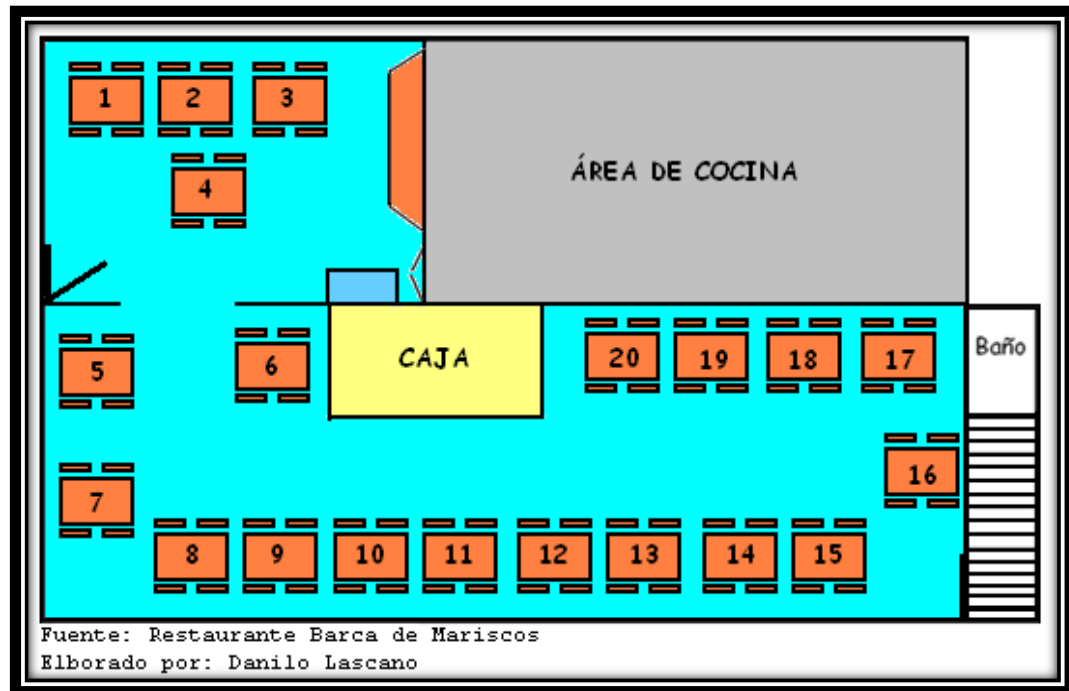 1 2 3
4
ÁREA DE COCINA
5 6 CAJA 20 19 18 17 Baño
7 16
8 9 10 11 12 13 14 15
Fuente: Restaurante Barca de Mariscos
Elborado por: Danilo Lascano